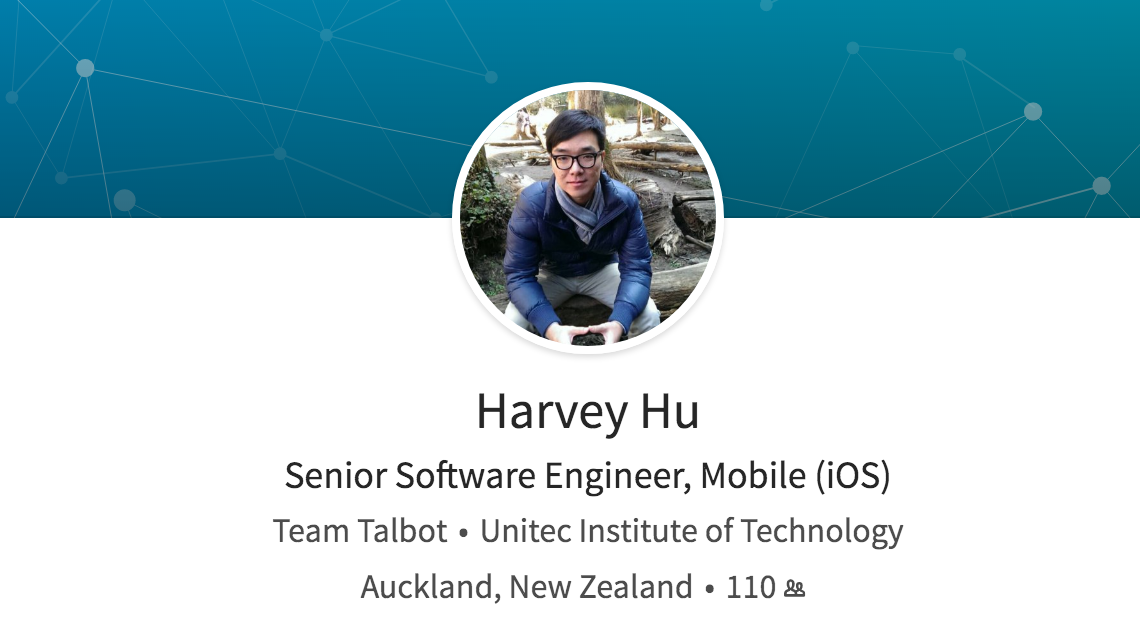 Harvey Hu
Senior Software Engineer, Mobile (iOS)
Team Talbot • Unitec Institute of Technology
Auckland, New Zealand • 110